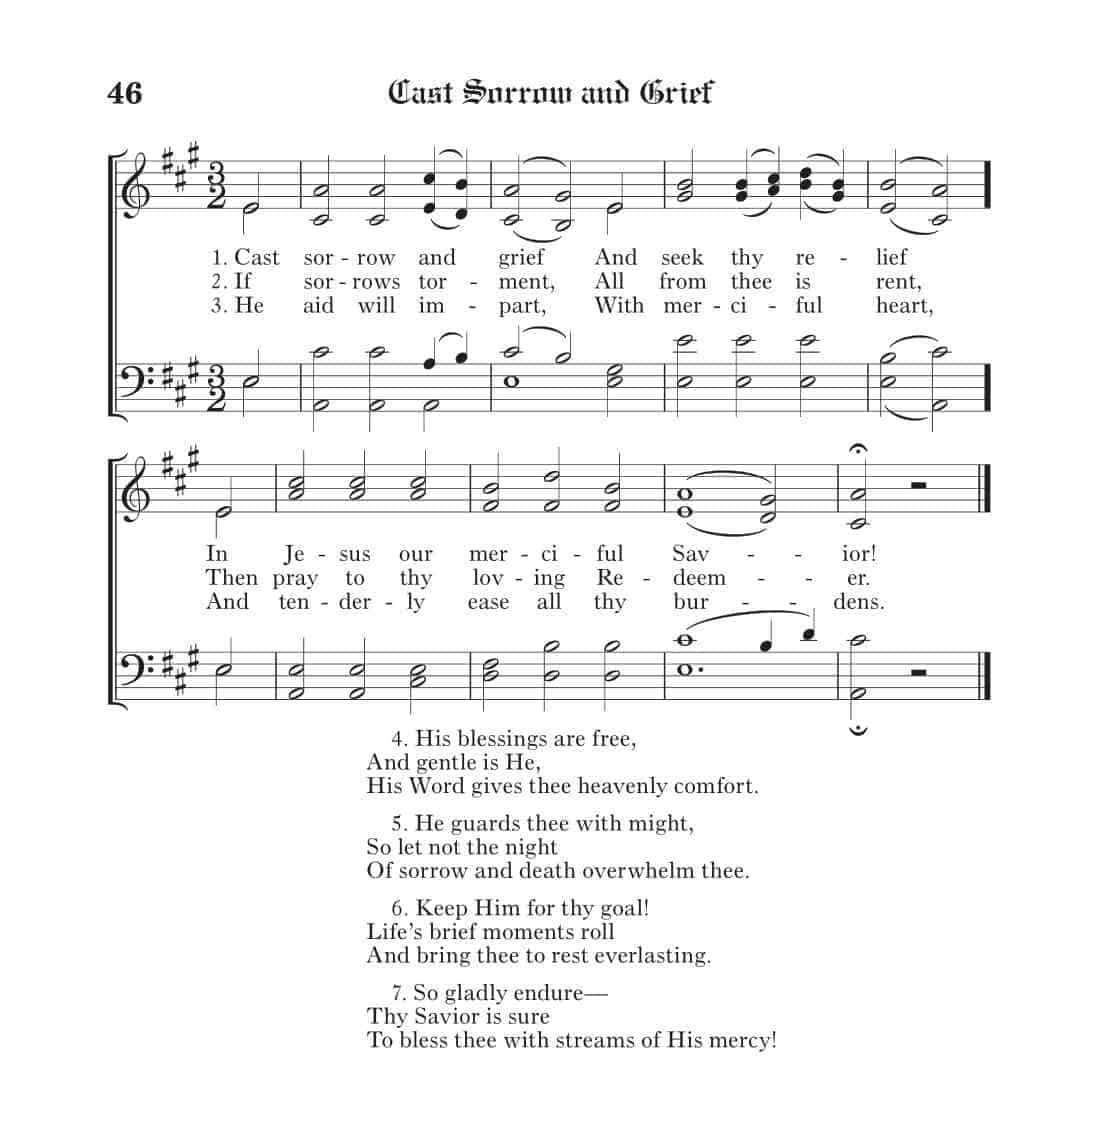 46 Cast Sorrow and Grief
3 2
1. Cast sor - row and grief And seek thy re - lief
2. If sor - rows tor - ment, All from thee is rent,
3. He aid will im - part, With mer - ci - ful heart,
3 2
In Je - sus our mer - ci - ful Sav - - ior!
Then pray to thy lov - ing Re - deem - - er.
And ten - der - ly ease all thy bur - - dens.
4. His blessings are free,
And gentle is He,
His Word gives thee heavenly comfort.
5. He guards thee with might,
So let not the night
Of sorrow and death overwhelm thee.
6. Keep Him for thy goal!
Life’s brief moments roll
And bring thee to rest everlasting.
7. So gladly endure—
Thy Savior is sure
To bless thee with streams of His mercy!